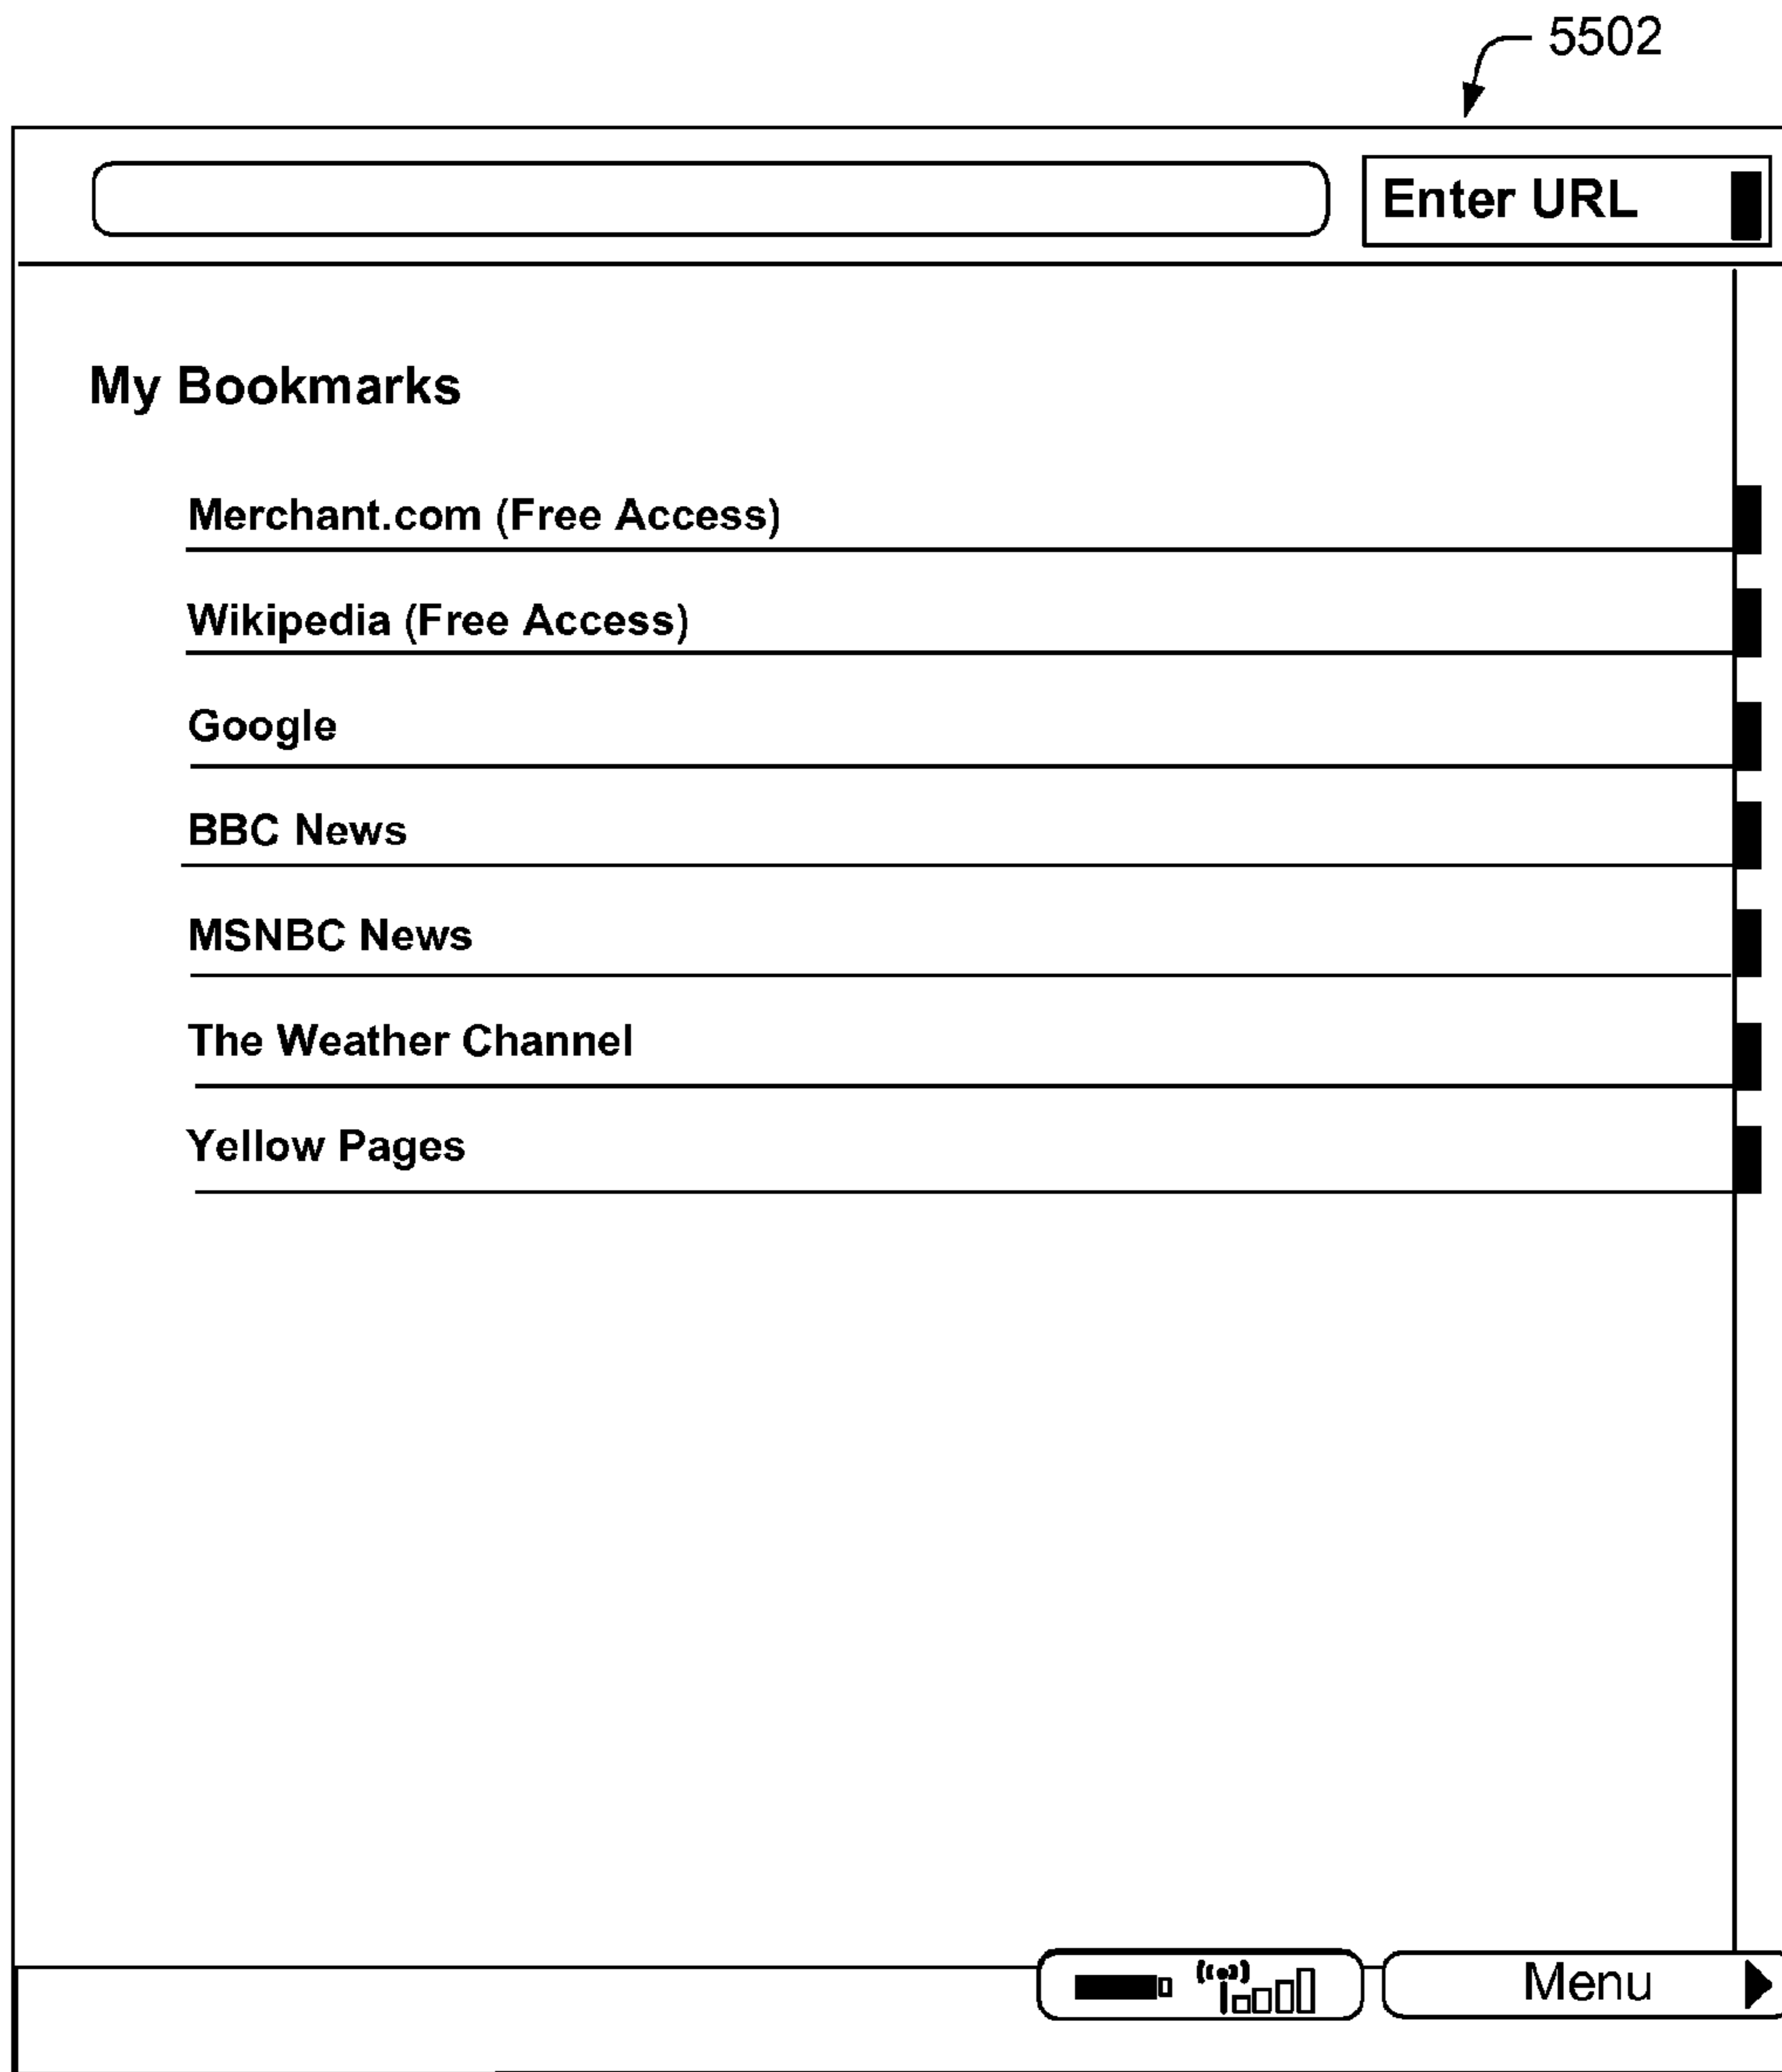 5502
Enter URL
My Bookmarks
Merchant.com (Free Access)
Wikipedia (Free Access)
Google
BBC News
MSNBC News
The Weather Channel
Yellow Pages
Menu